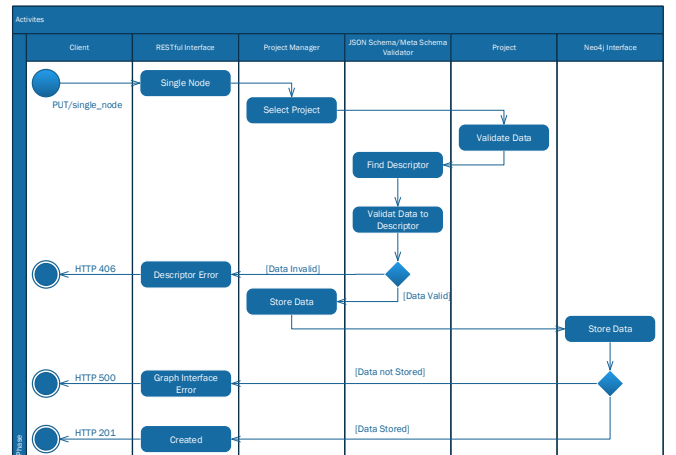 Activites
Client
RESTful Interface
Project Manager
JSON Schema/Meta Schema
Validator
Project
Neo4j Interface
Single Node
PUT/single_node
Select Project
Validate Data
Find Descriptor
Validat Data to
Descriptor
HTTP 406
Descriptor Error
[Data Invalid]
Store Data
[Data Valid]
Store Data
HTTP 500
Graph Interface
Error
[Data not Stored]
HTTP 201
Created
[Data Stored]
Phase